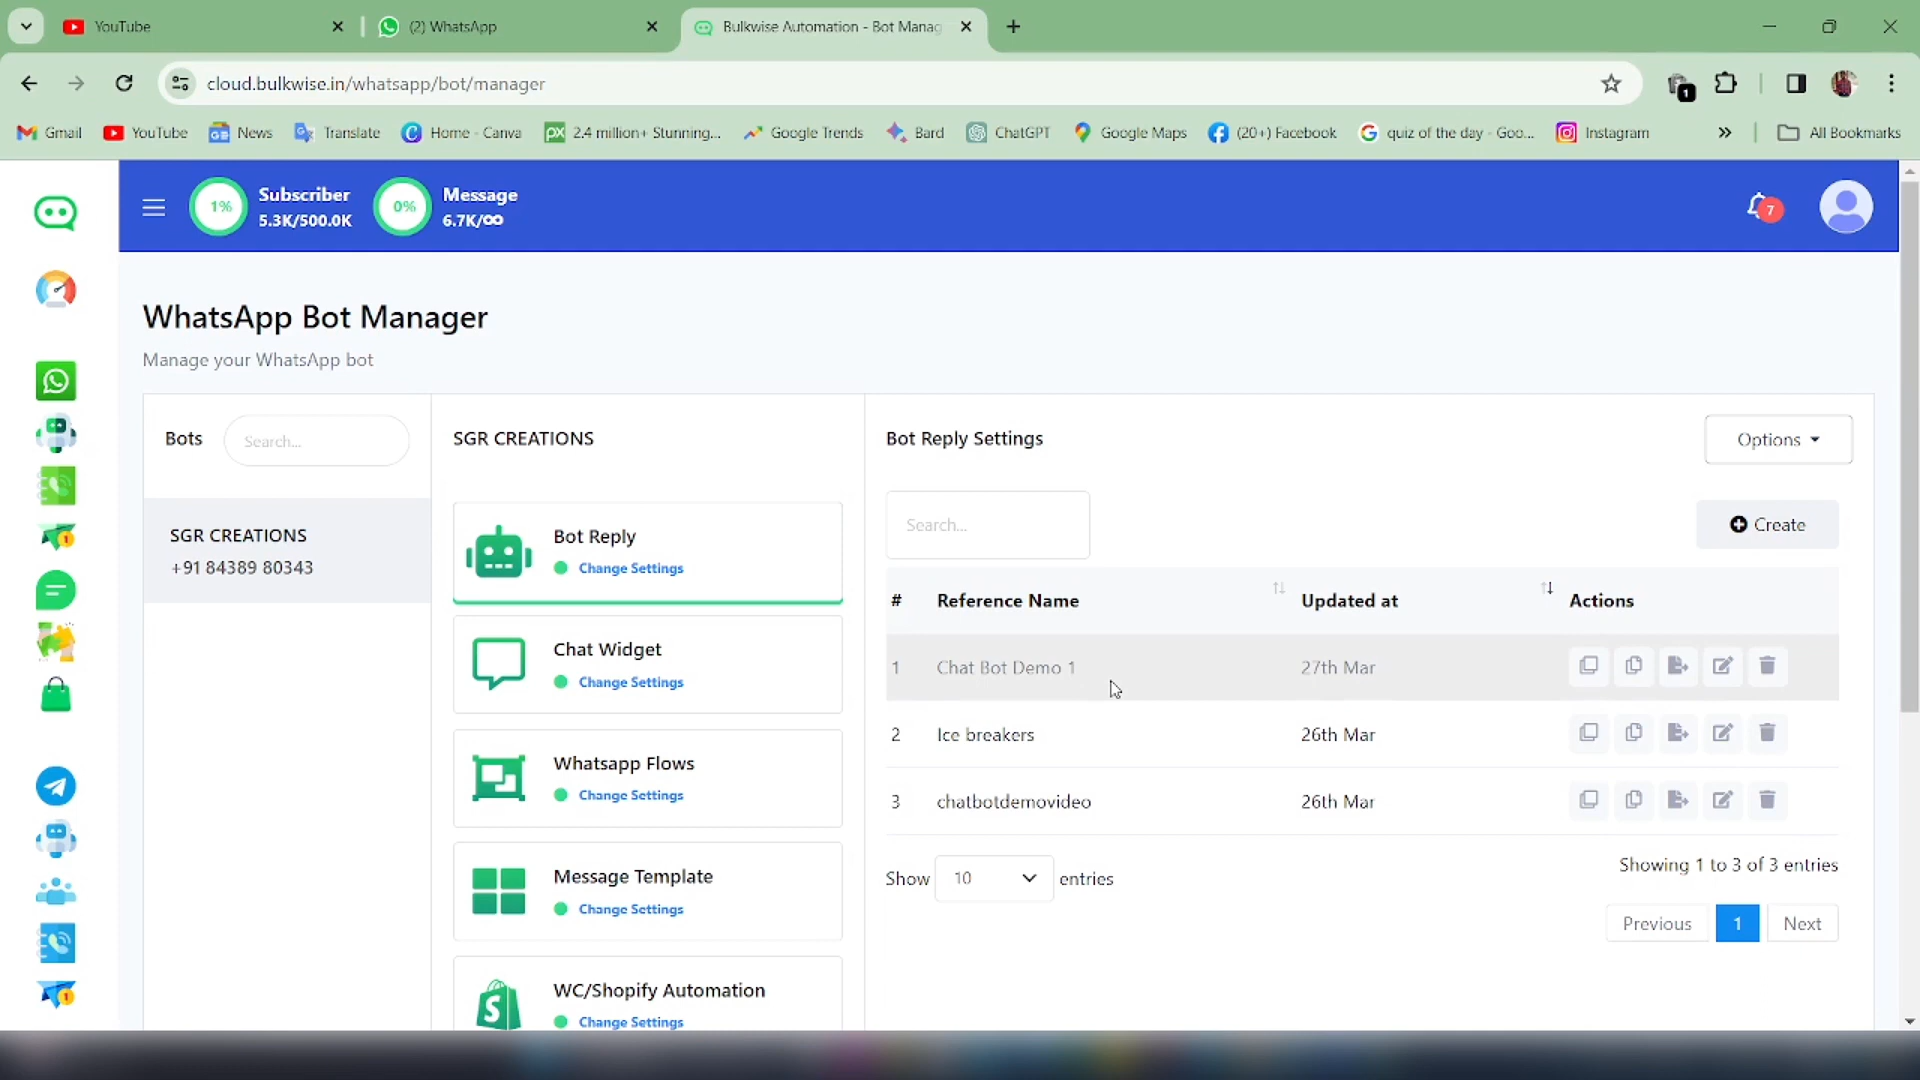 YouTube
(2) WhatsApp
Bulkwise Automation - Bot Manag
cloud.bulkwise.in/whatsapp/bot/manager
1
Gmail
YouTube
News
Translate
Home - Canva
2.4 million+ Stunning...
Google Trends
Bard
ChatGPT
Google Maps
(20+) Facebook
quiz of the day - Goo...
Instagram
All Bookmarks
1%
Subscriber
5.3K/500.0K
0%
Message
6.7K/∞
7
WhatsApp Bot Manager
Manage your WhatsApp bot
Bots
Search...
SGR CREATIONS
+91 84389 80343
SGR CREATIONS
Bot Reply
Change Settings
Chat Widget
Change Settings
Whatsapp Flows
Change Settings
Message Template
Change Settings
WC/Shopify Automation
Change Settings
Bot Reply Settings
Options
Search...
Create
# Reference Name Updated at Actions
1 Chat Bot Demo 1 27th Mar
2 Ice breakers 26th Mar
3 chatbotdemovideo 26th Mar
Show 10 entries
Showing 1 to 3 of 3 entries
Previous 1 Next